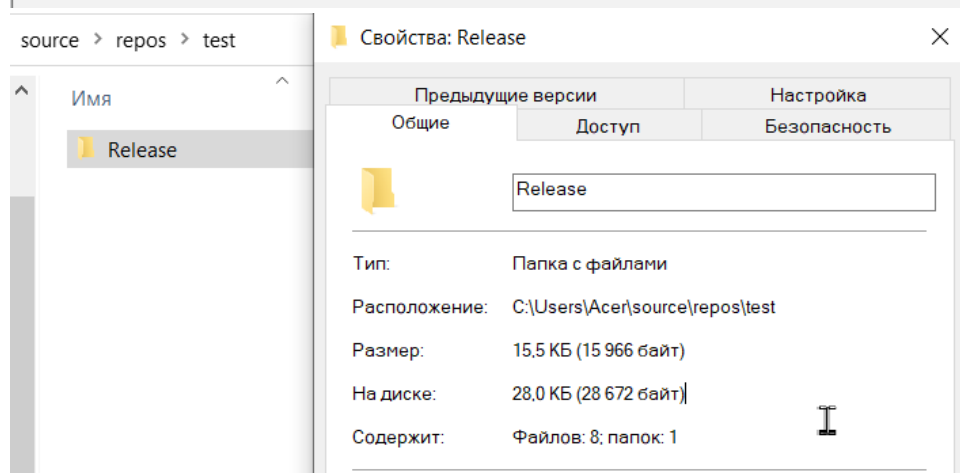 source > repos > test
Имя
Release
Свойства: Release
Предыдущие версии
Настройка
Общие
Доступ
Безопасность
Release
Тип: Папка с файлами
Расположение: C:\Users\Acer\source\repos\test
Размер: 15,5 КБ (15 966 байт)
На диске: 28,0 КБ (28 672 байт)
Содержит: Файлов: 8; папок: 1